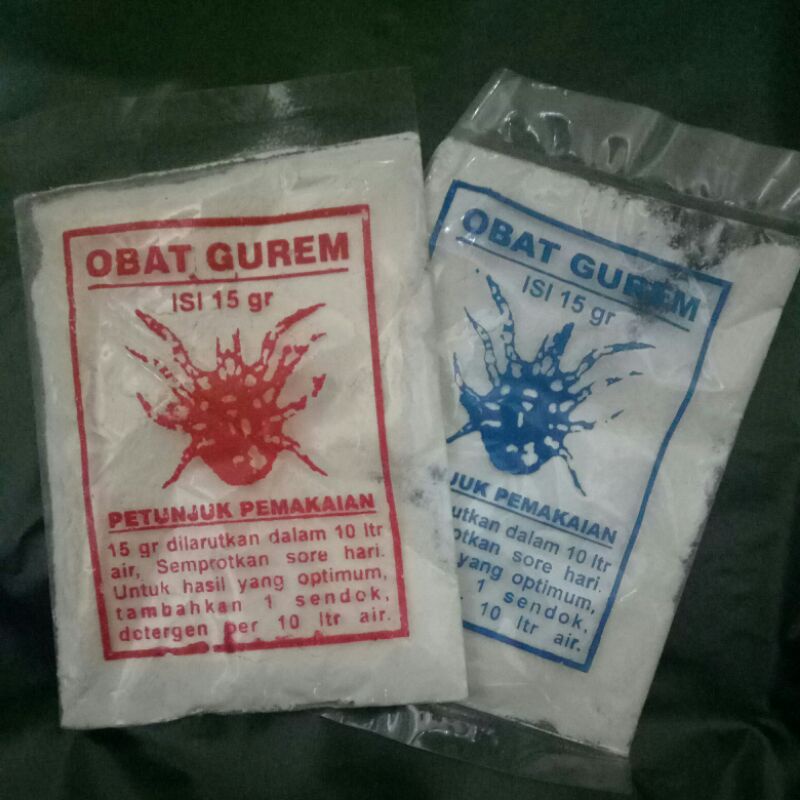 OBAT GUREM
ISI 15 gr
PETUNJUK PEMAKAIAN
15 gr dilarutkan dalam 10 ltr
air, Semprotkan sore hari.
Untuk hasil yang optimum,
tambahkan 1 sendok,
detergen per 10 ltr air.
OBAT GUREM
ISI 15 gr
JUK PEMAKAIAN
utkan dalam 10 ltr
otkan sore hari.
yang optimum,
1 sendok,
10 ltr air.